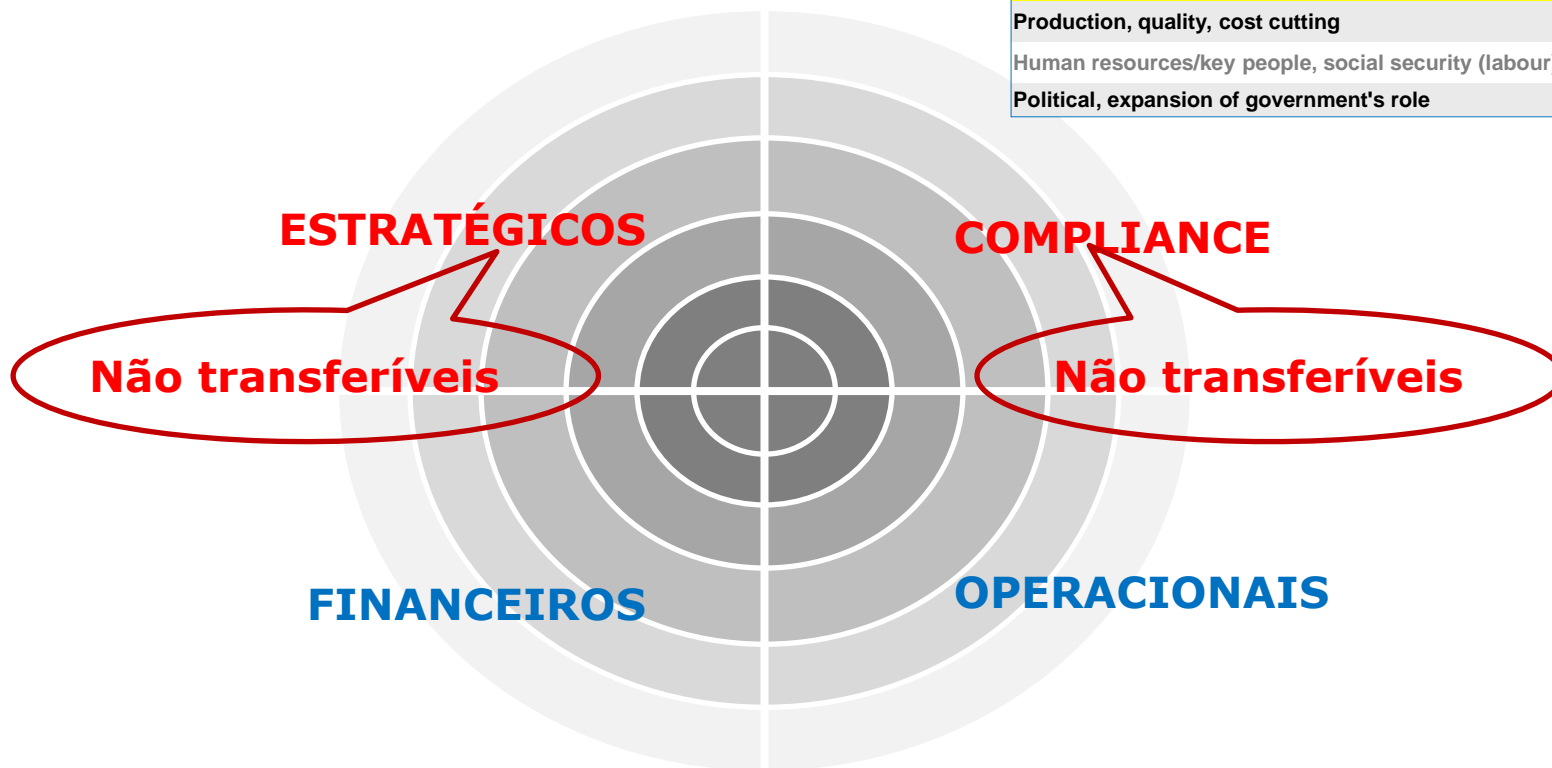 Production, quality, cost cutting
Human resources/key people, social security (labour)
Political, expansion of government's role
ESTRATÉGICOS
COMPLIANCE
Não transferíveis
Não transferíveis
FINANCEIROS
OPERACIONAIS